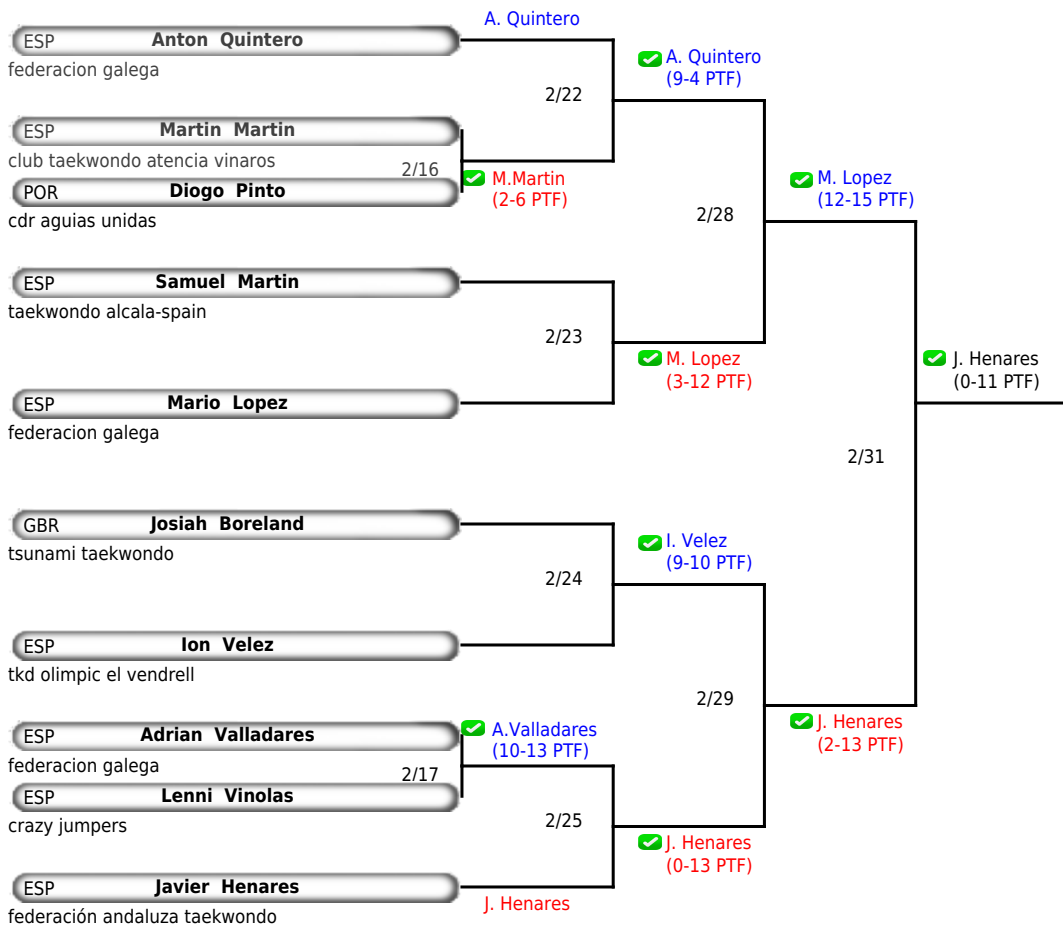 A. Quintero
ESP Anton Quintero
federacion galega
A. Quintero
(9-4 PTF)
2/22
ESP Martin Martin
club taekwondo atencia vinaros
2/16
M.Martin
(2-6 PTF)
POR Diogo Pinto
cdr aguias unidas
M. Lopez
(12-15 PTF)
2/28
ESP Samuel Martin
taekwondo alcala-spain
2/23
M. Lopez
(3-12 PTF)
J. Henares
(0-11 PTF)
ESP Mario Lopez
federacion galega
2/31
GBR Josiah Boreland
tsunami taekwondo
I. Velez
(9-10 PTF)
2/24
ESP Ion Velez
tkd olimpic el vendrell
2/29
J. Henares
(2-13 PTF)
ESP Adrian Valladares
federacion galega
A.Valladares
(10-13 PTF)
2/17
ESP Lenni Vinolas
crazy jumpers
2/25
J. Henares
(0-13 PTF)
ESP Javier Henares
federación andaluza taekwondo
J. Henares